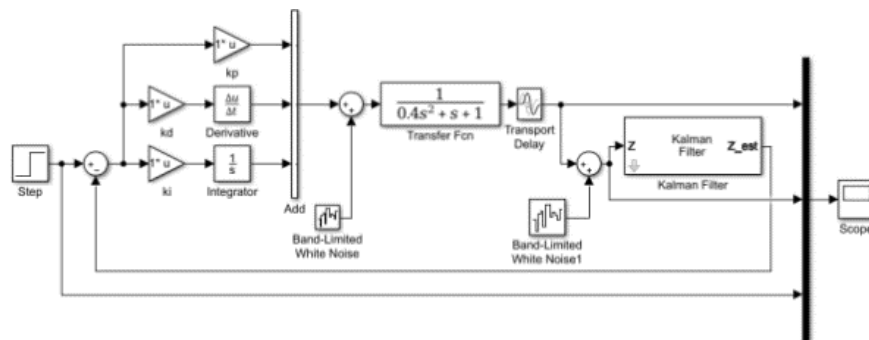 1* u
kp
1* u
kd
Δu
Δt
Derivative
1
0.4s² + s + 1
Transfer Fcn
Transport
Delay
Step
1* u
ki
1
s
Integrator
Add
Band-Limited
White Noise
Z
Kalman
Filter
Z_est
Kalman Filter
Band-Limited
White Noise1
Scope